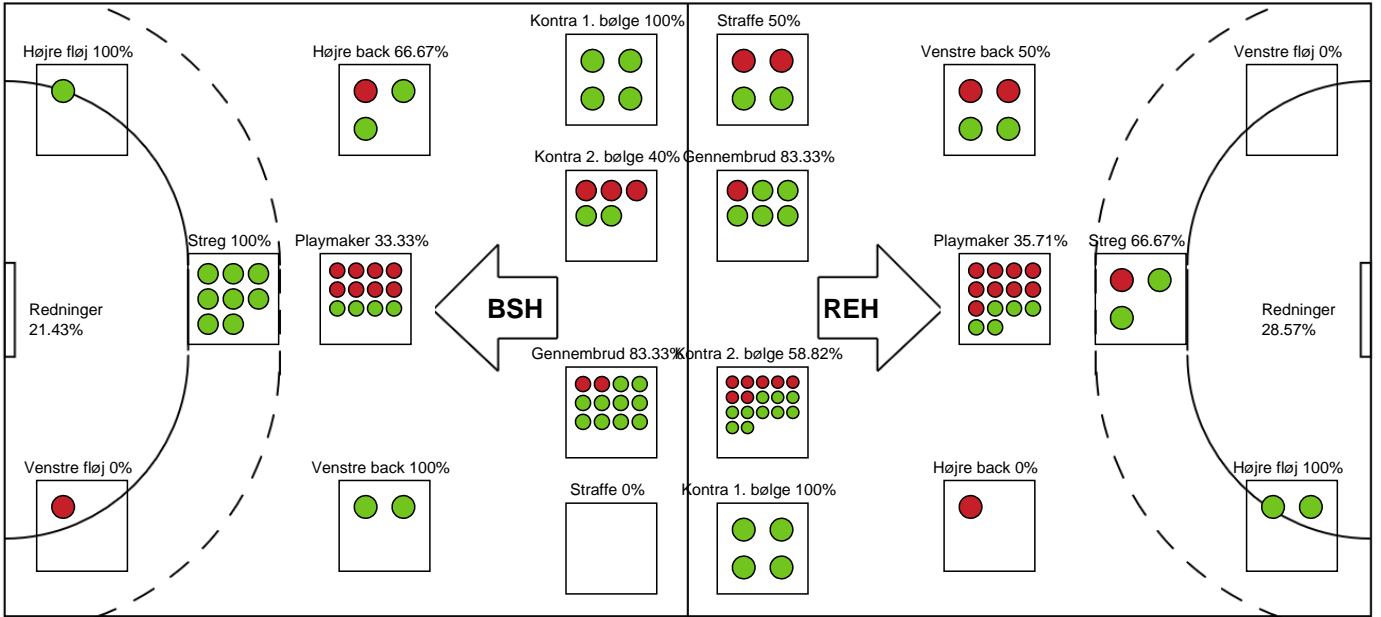 Kontra 1. bølge 100%
Straffe 50%
Højre fløj 100%
Højre back 66.67%
Venstre back 50%
Venstre fløj 0%
Kontra 2. bølge 40%
Gennembrud 83.33%
Streg 100%
Playmaker 33.33%
Playmaker 35.71%
Streg 66.67%
BSH
REH
Redninger
21.43%
Redninger
28.57%
Gennembrud 83.33%
Kontra 2. bølge 58.82%
Venstre fløj 0%
Venstre back 100%
Straffe 0%
Kontra 1. bølge 100%
Højre back 0%
Højre fløj 100%